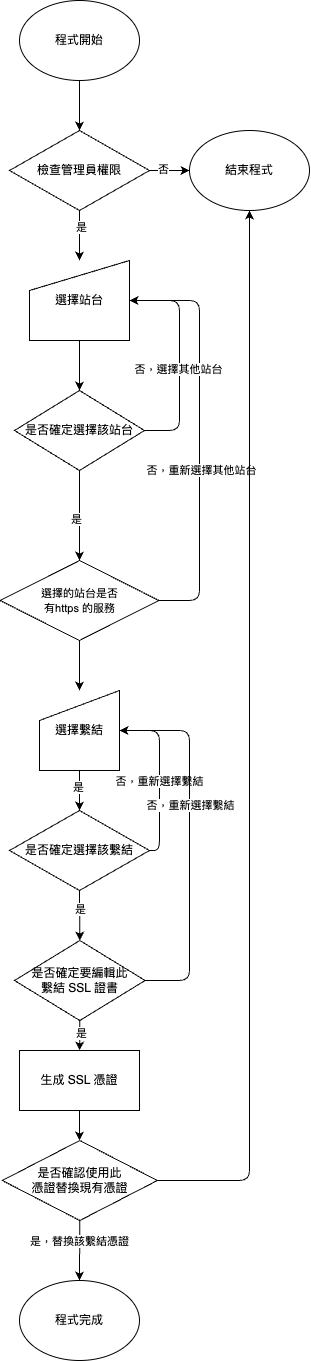 程式開始
檢查管理員權限
否
結束程式
是
選擇站台
否，選擇其他站台
是否確定選擇該站台
否，重新選擇其他站台
是
選擇的站台是否
有https 的服務
選擇繫結
否，重新選擇繫結
是
否，重新選擇繫結
是否確定選擇該繫結
是
是否確定要編輯此
繫結 SSL 證書
是
生成 SSL 憑證
是否確認使用此
憑證替換現有憑證
是，替換該繫結憑證
程式完成